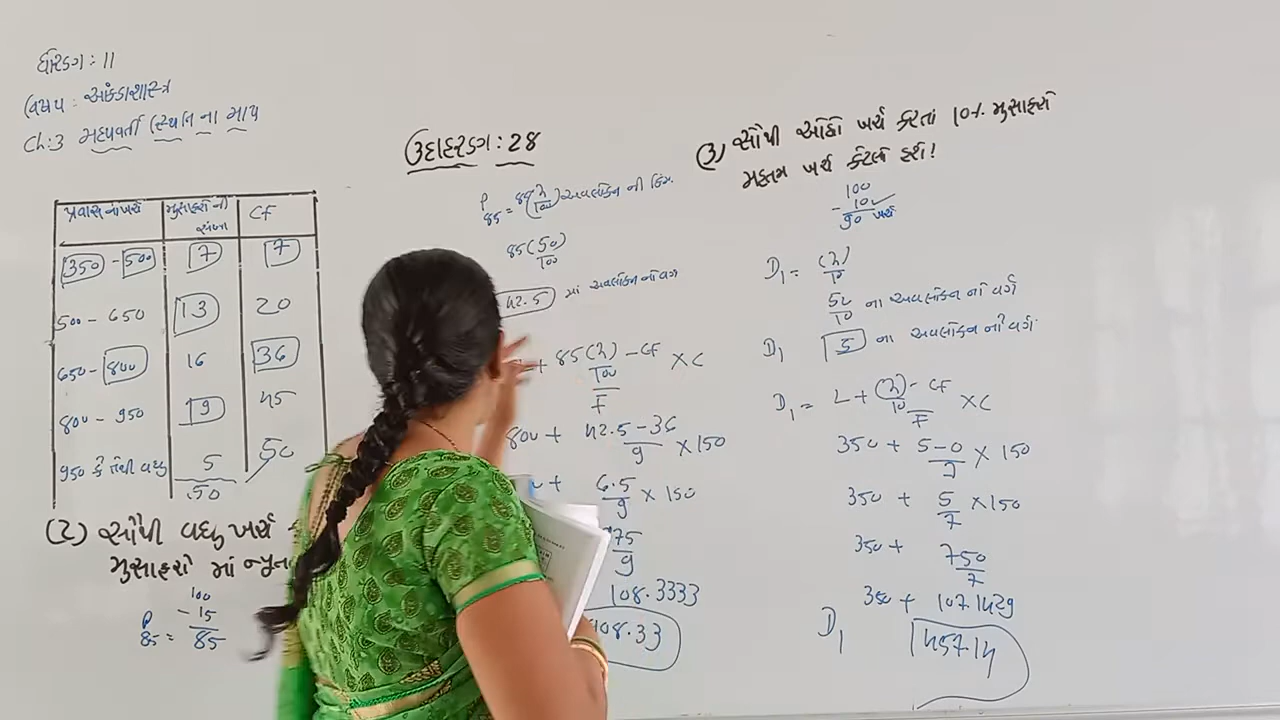 ધોરણ : 11
વિષય : આંકડાશાસ્ત્ર
Ch:3 મધ્યવર્તી સ્થિતિ ના માપ
પ્રવાસ નો ખર્ચ મુસાફરો ની સંખ્યા CF
350 - 500 7 7
500 - 650 13 20
650 - 800 16 36
800 - 950 9 45
950 કે તેથી વધુ 5 50
50
(2) સૌથી વધુ ખર્ચ
મુસાફરો માં ન્યૂન
100
- 15
P85 = 85
ઉદાહરણ : 28
P85 = 85(n/100) અવલોકન ની કિંમત
85(50/100)
42.5 માં અવલોકન નો વર્ગ
+ 85(n)/100 - CF / F × C
800 + 42.5 - 36 / 9 × 150
+ 6.5/9 × 150
75/9
108.3333
908.33
(3) સૌથી ઓછો ખર્ચ કરતાં 10% મુસાફરો
મહત્તમ ખર્ચ કેટલો હશે!
100
- 10
90 ખર્ચ
D1 = (n)/10
50/10 ના અવલોકન નો વર્ગ
D1 5 ના અવલોકન નો વર્ગ
D1 = L + (n)/10 - CF / F × C
350 + 5-0/7 × 150
350 + 5/7 × 150
350 + 750/7
350 + 107.1429
D1 457.14